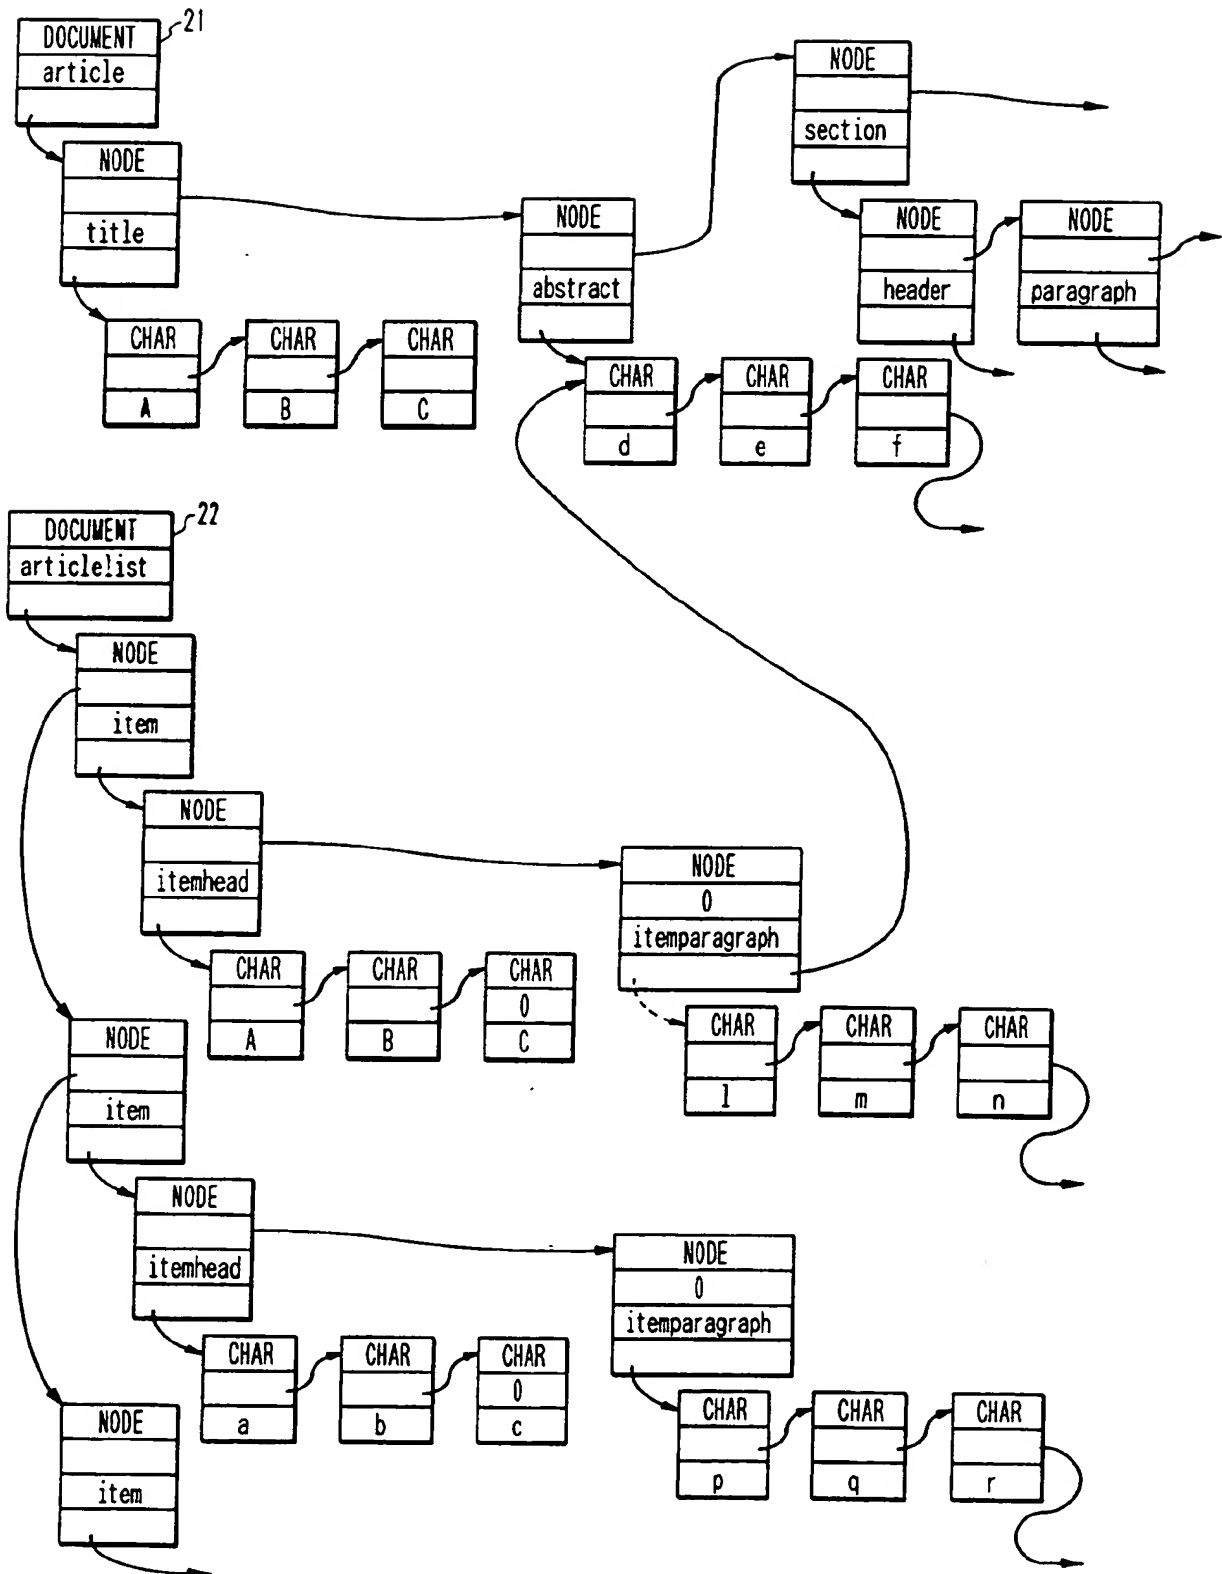 DOCUMENT
21
article
NODE
title
CHAR
A
CHAR
B
CHAR
C
NODE
abstract
CHAR
d
CHAR
e
CHAR
f
NODE
section
NODE
header
NODE
paragraph
DOCUMENT
22
articlelist
NODE
item
NODE
itemhead
CHAR
A
CHAR
B
CHAR
0
C
NODE
0
itemparagraph
CHAR
l
CHAR
m
CHAR
n
NODE
item
NODE
itemhead
CHAR
a
CHAR
b
CHAR
0
c
NODE
0
itemparagraph
CHAR
p
CHAR
q
CHAR
r
NODE
item